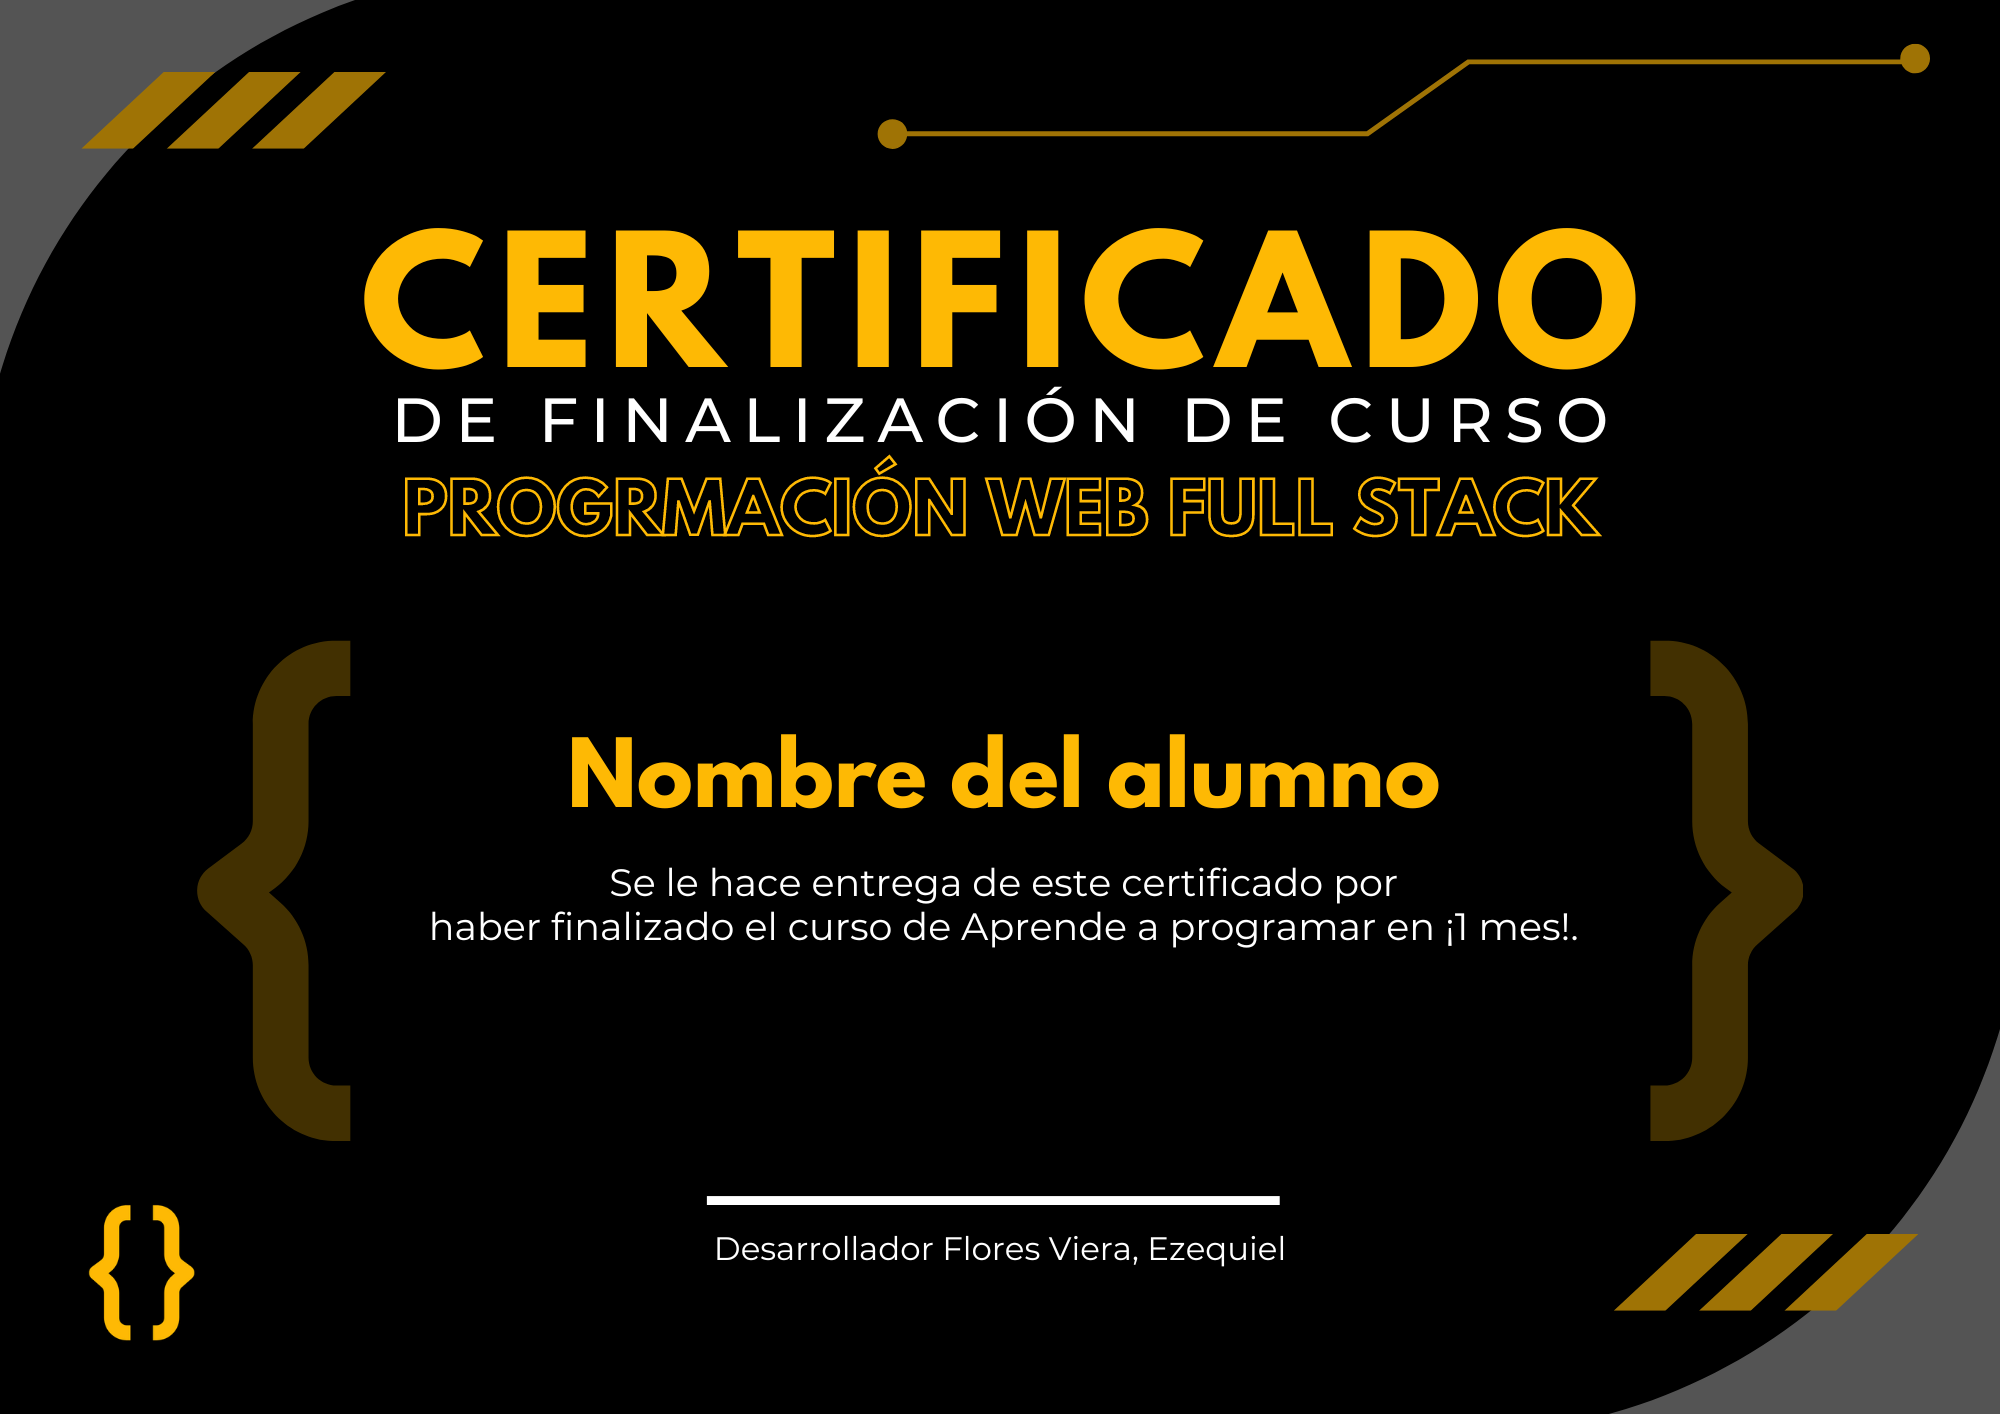 CERTIFICADO
DE FINALIZACIÓN DE CURSO
PROGRMACIÓN WEB FULL STACK
Nombre del alumno
Se le hace entrega de este certificado por
haber finalizado el curso de Aprende a programar en ¡1 mes!.
Desarrollador Flores Viera, Ezequiel